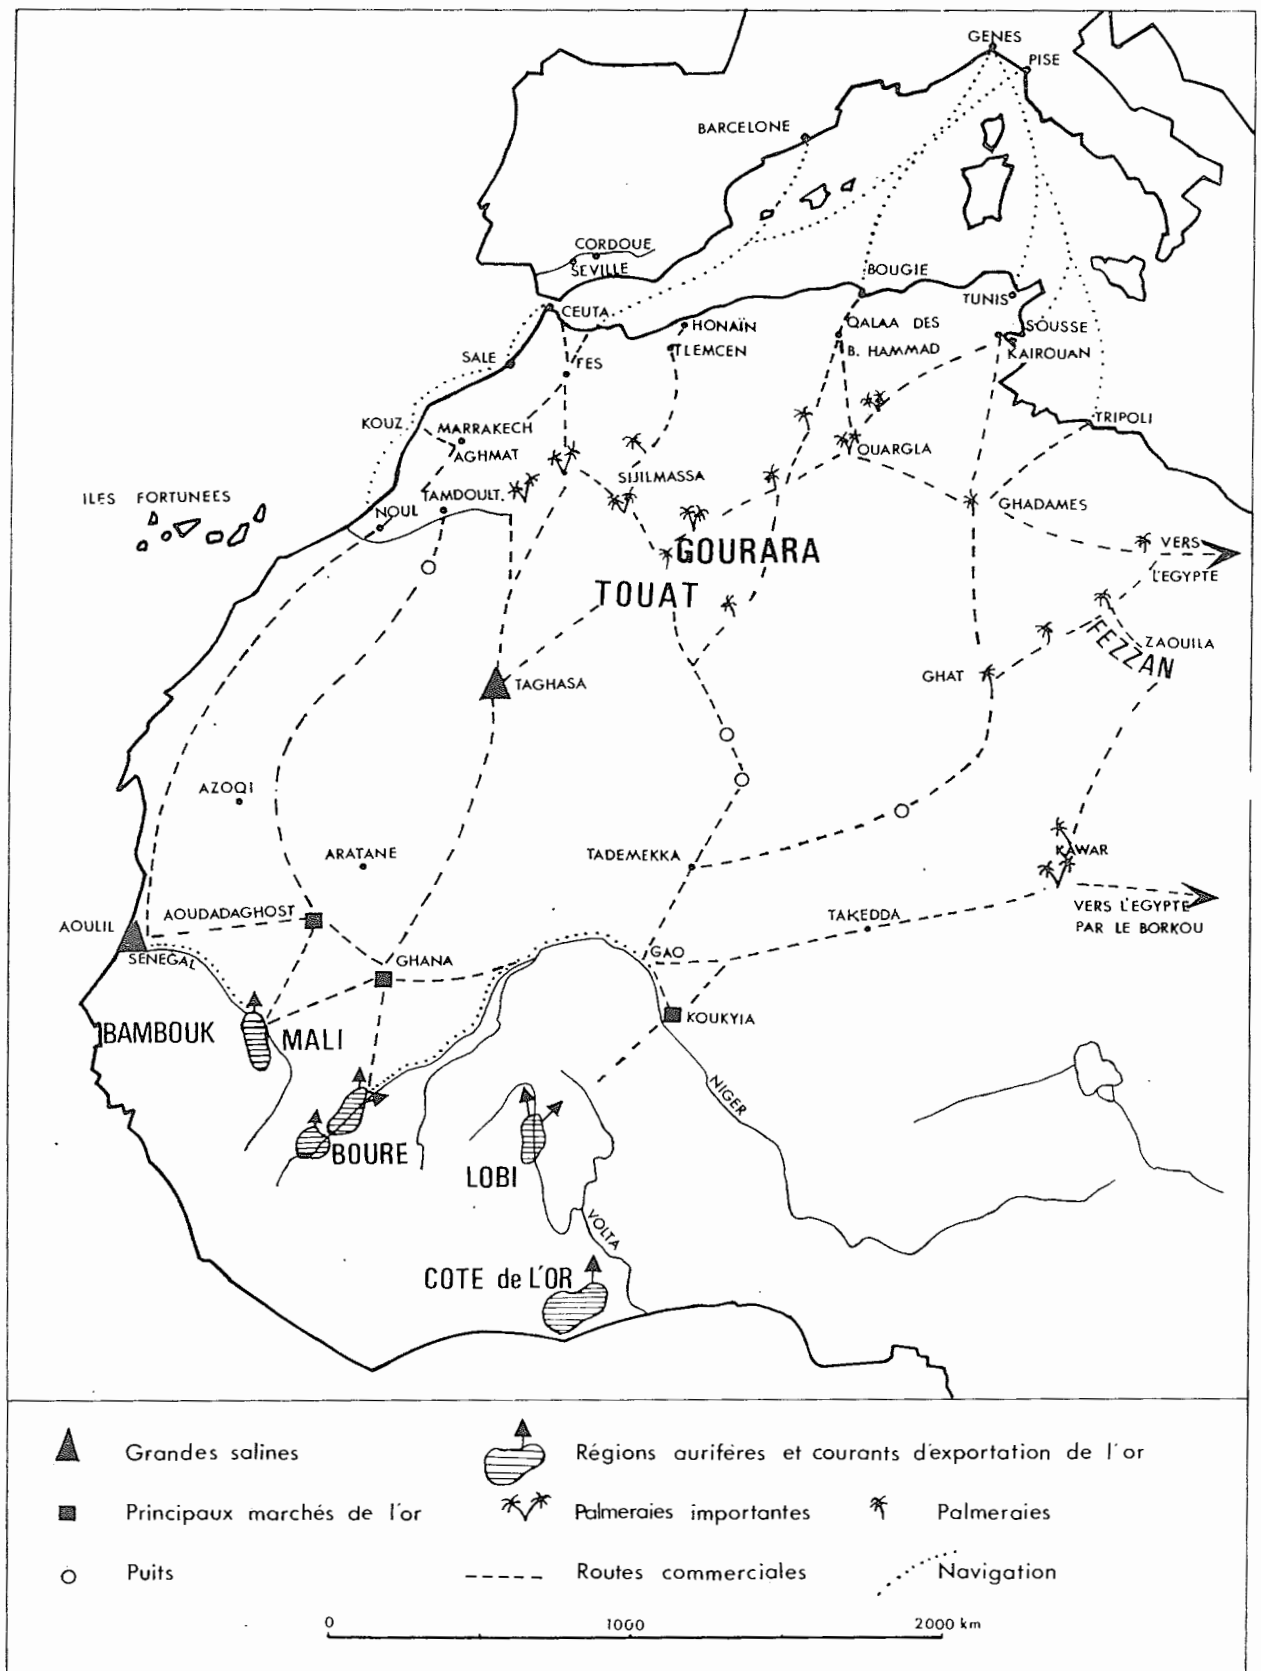 GENES
PISE
BARCELONE
CORDOUE
SEVILLE
BOUGIE
TUNIS
CEUTA
HONAÏN
QALAA DES
B. HAMMAD
SOUSSE
KAIROUAN
TLEMCEN
SALE
FES
KOUZ
MARRAKECH
AGHMAT
TRIPOLI
OUARGLA
SIJILMASSA
ILES FORTUNEES
TAMDOULT
NOUL
GHADAMES
GOURARA
VERS
L'EGYPTE
TOUAT
FEZZAN
ZAOUILA
GHAT
TAGHASA
AZOQI
ARATANE
TADEMEKKA
KAWAR
AOUDADAGHOST
AOULIL
TAKEDDA
VERS L'EGYPTE
PAR LE BORKOU
SENEGAL
GHANA
GAO
KOUKYIA
BAMBOUK
MALI
NIGER
BOURE
LOBI
VOLTA
COTE de L'OR
Grandes salines
Régions aurifères et courants d'exportation de l'or
Principaux marchés de l'or
Palmeraies importantes
Palmeraies
Puits
Routes commerciales
Navigation
0
1000
2000 km